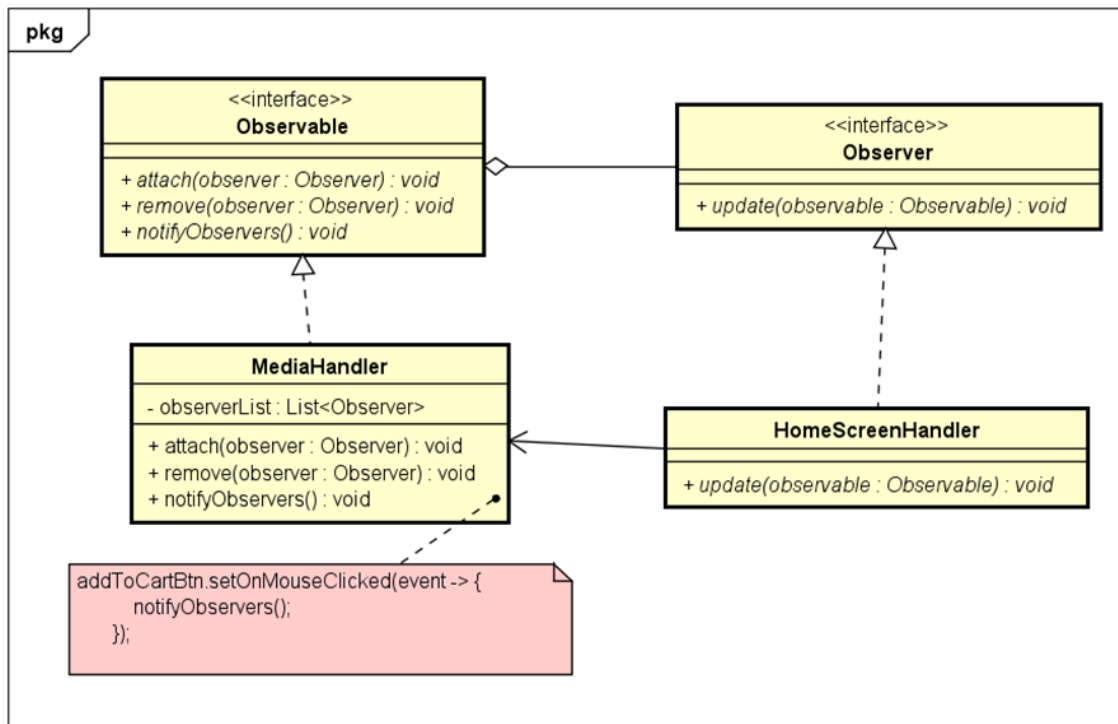 pkg
<<interface>>
Observable
+ attach(observer : Observer) : void
+ remove(observer : Observer) : void
+ notifyObservers() : void
<<interface>>
Observer
+ update(observable : Observable) : void
MediaHandler
- observerList : List<Observer>
+ attach(observer : Observer) : void
+ remove(observer : Observer) : void
+ notifyObservers() : void
HomeScreenHandler
+ update(observable : Observable) : void
addToCartBtn.setOnMouseClicked(event -> {
notifyObservers();
});